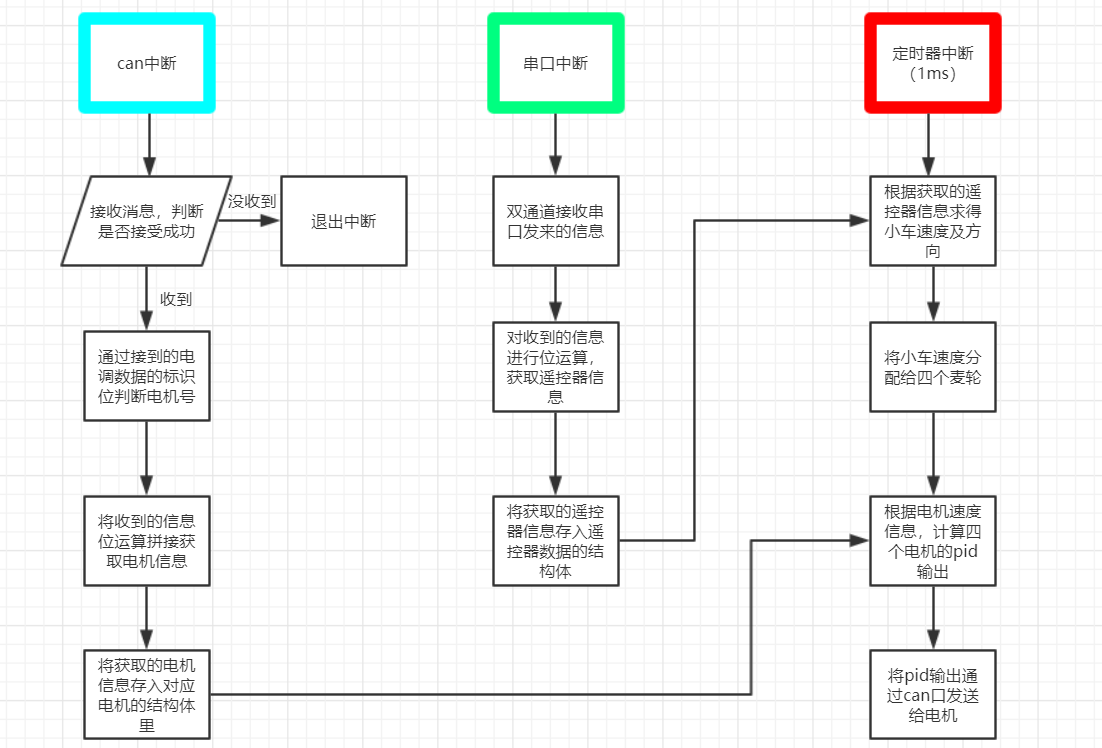 can中断
接收消息，判断
是否接受成功
没收到
退出中断
收到
通过接到的电
调数据的标识
位判断电机号
将收到的信息
位运算拼接获
取电机信息
将获取的电机
信息存入对应
电机的结构体
里
串口中断
双通道接收串
口发来的信息
对收到的信息
进行位运算，
获取遥控器信
息
将获取的遥控
器信息存入遥
控器数据的结
构体
定时器中断
（1ms）
根据获取的遥
控器信息求得
小车速度及方
向
将小车速度分
配给四个麦轮
根据电机速度
信息，计算四
个电机的pid
输出
将pid输出通
过can口发送
给电机